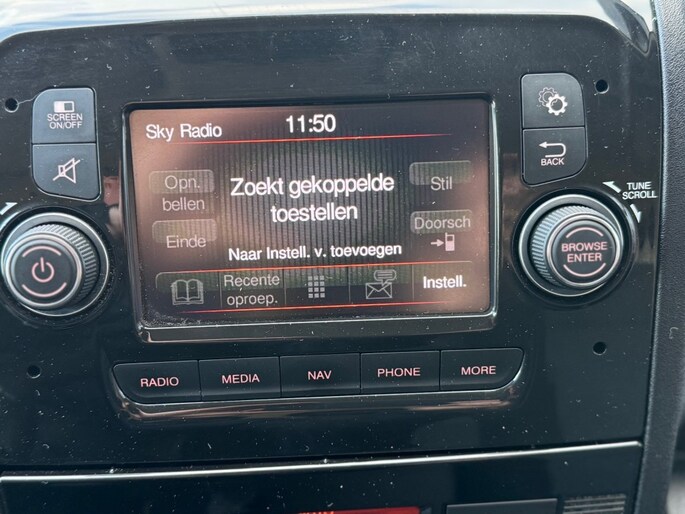 SCREEN
ON/OFF
Sky Radio
11:50
BACK
TUNE
SCROLL
Opn.
bellen
Zoekt gekoppelde
toestellen
Stil
Einde
Doorsch
Naar Instell. v. toevoegen
BROWSE
ENTER
Recente
oproep.
Instell.
RADIO
MEDIA
NAV
PHONE
MORE